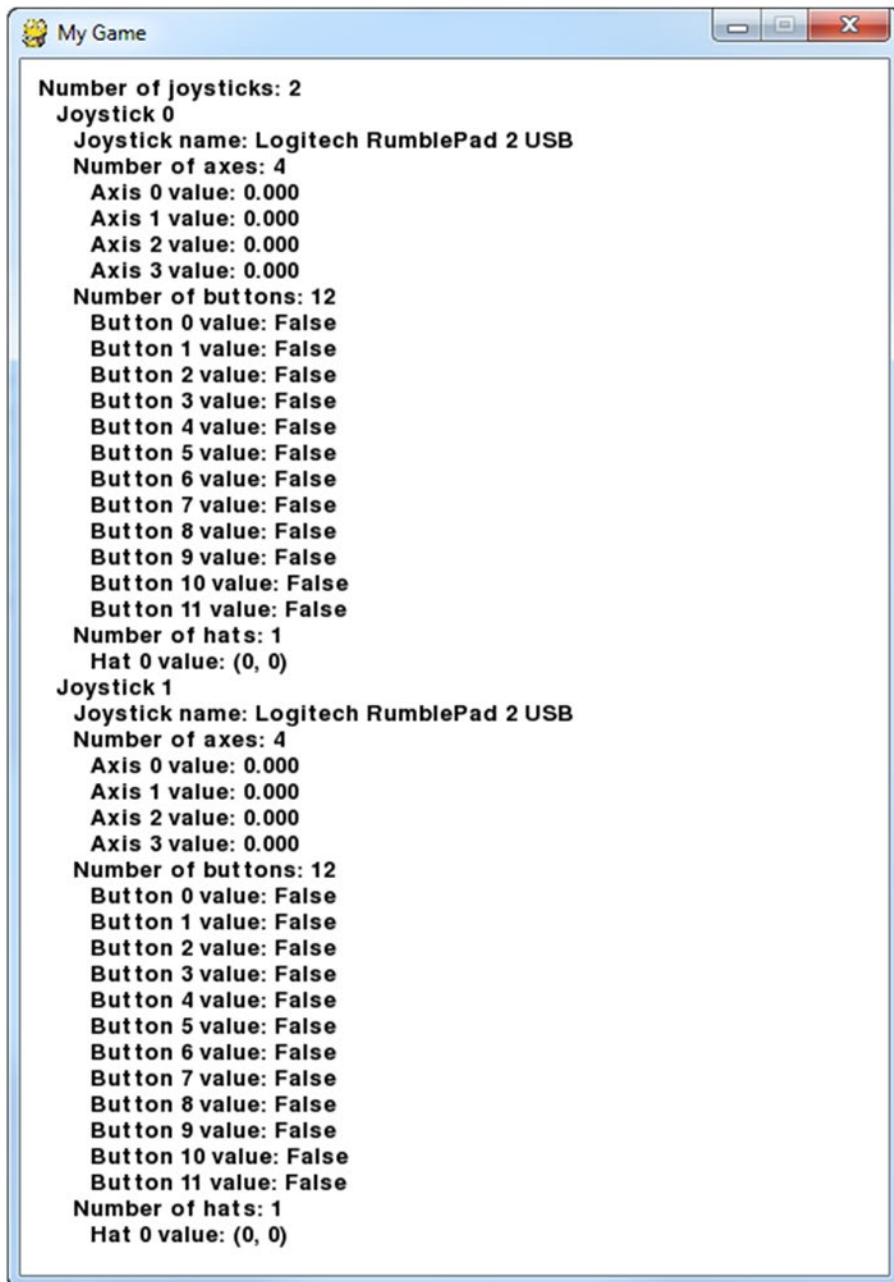 My Game
Number of joysticks: 2
Joystick 0
Joystick name: Logitech RumblePad 2 USB
Number of axes: 4
Axis 0 value: 0.000
Axis 1 value: 0.000
Axis 2 value: 0.000
Axis 3 value: 0.000
Number of buttons: 12
Button 0 value: False
Button 1 value: False
Button 2 value: False
Button 3 value: False
Button 4 value: False
Button 5 value: False
Button 6 value: False
Button 7 value: False
Button 8 value: False
Button 9 value: False
Button 10 value: False
Button 11 value: False
Number of hats: 1
Hat 0 value: (0, 0)
Joystick 1
Joystick name: Logitech RumblePad 2 USB
Number of axes: 4
Axis 0 value: 0.000
Axis 1 value: 0.000
Axis 2 value: 0.000
Axis 3 value: 0.000
Number of buttons: 12
Button 0 value: False
Button 1 value: False
Button 2 value: False
Button 3 value: False
Button 4 value: False
Button 5 value: False
Button 6 value: False
Button 7 value: False
Button 8 value: False
Button 9 value: False
Button 10 value: False
Button 11 value: False
Number of hats: 1
Hat 0 value: (0, 0)